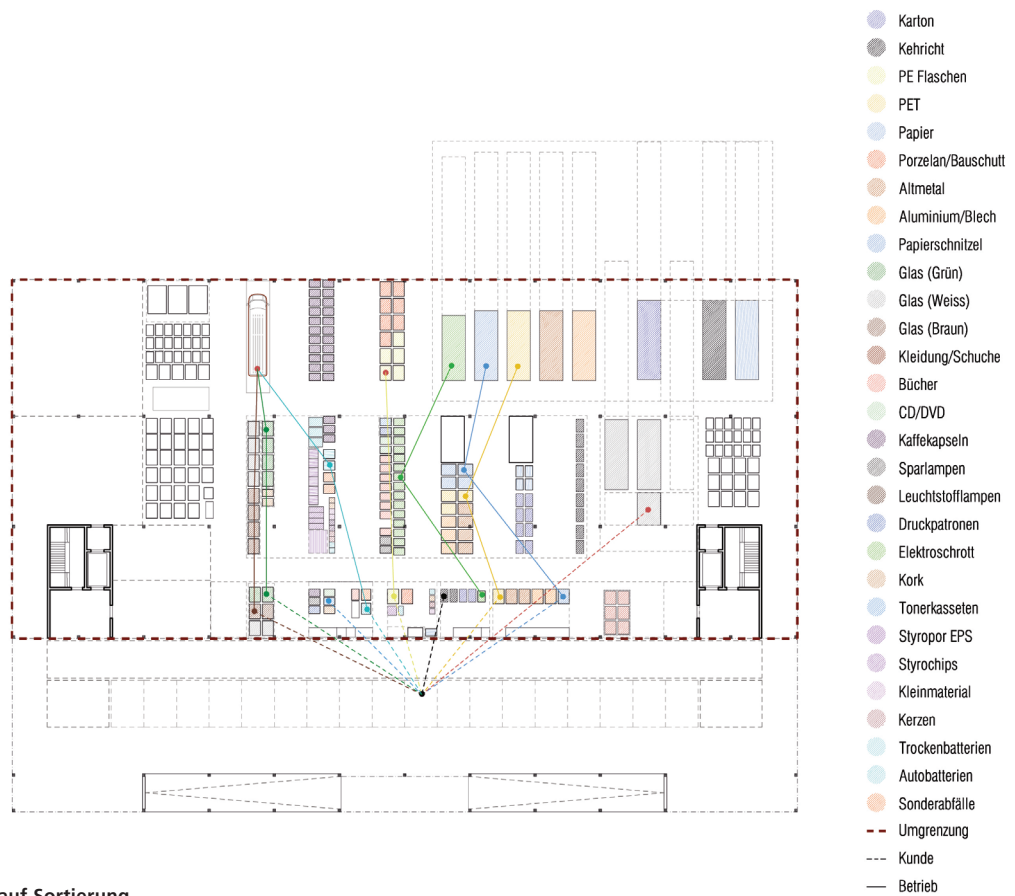 Karton
Kehricht
PE Flaschen
PET
Papier
Porzelan/Bauschutt
Altmetal
Aluminium/Blech
Papierschnitzel
Glas (Grün)
Glas (Weiss)
Glas (Braun)
Kleidung/Schuche
Bücher
CD/DVD
Kaffekapseln
Sparlampen
Leuchtstofflampen
Druckpatronen
Elektroschrott
Kork
Tonerkasseten
Styropor EPS
Styrochips
Kleinmaterial
Kerzen
Trockenbatterien
Autobatterien
Sonderabfälle
Umgrenzung
Kunde
Betrieb
auf Sortierung